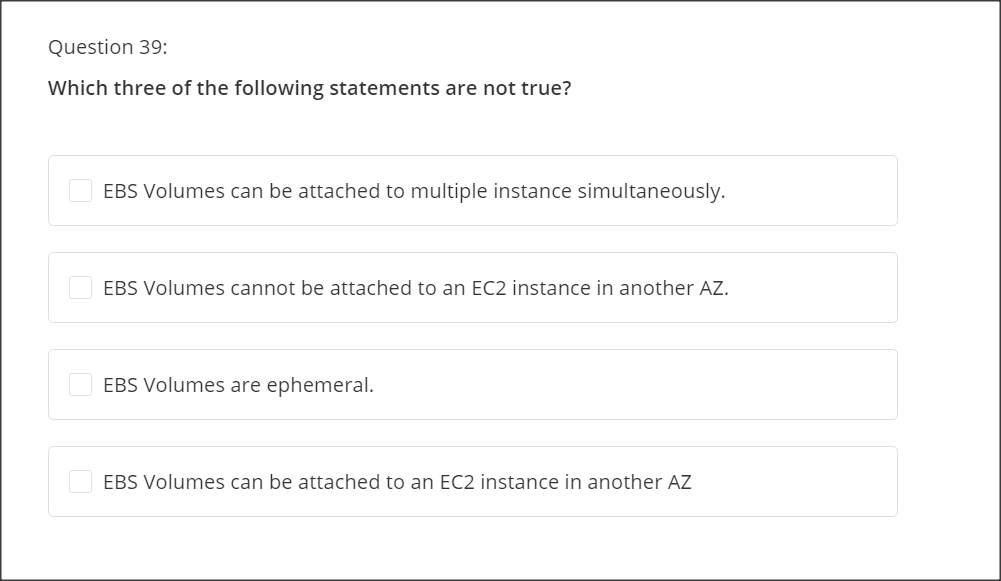 Question 39:
Which three of the following statements are not true?
EBS Volumes can be attached to multiple instance simultaneously.
EBS Volumes cannot be attached to an EC2 instance in another AZ.
EBS Volumes are ephemeral.
EBS Volumes can be attached to an EC2 instance in another AZ